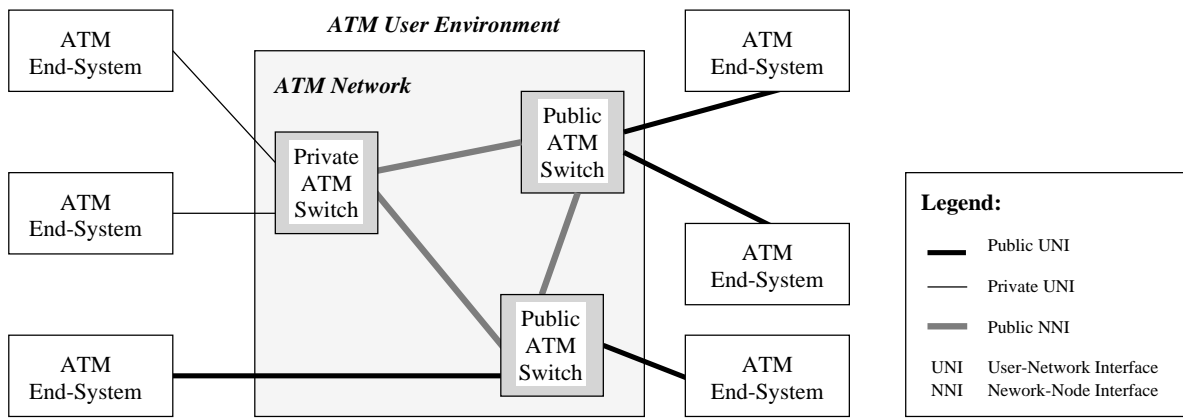 ATM User Environment
ATM
End-System
ATM
End-System
ATM Network
Public
ATM
Switch
Private
ATM
Switch
ATM
End-System
ATM
End-System
Public
ATM
Switch
ATM
End-System
ATM
End-System
Legend:
Public UNI
Private UNI
Public NNI
UNI User-Network Interface
NNI Nework-Node Interface